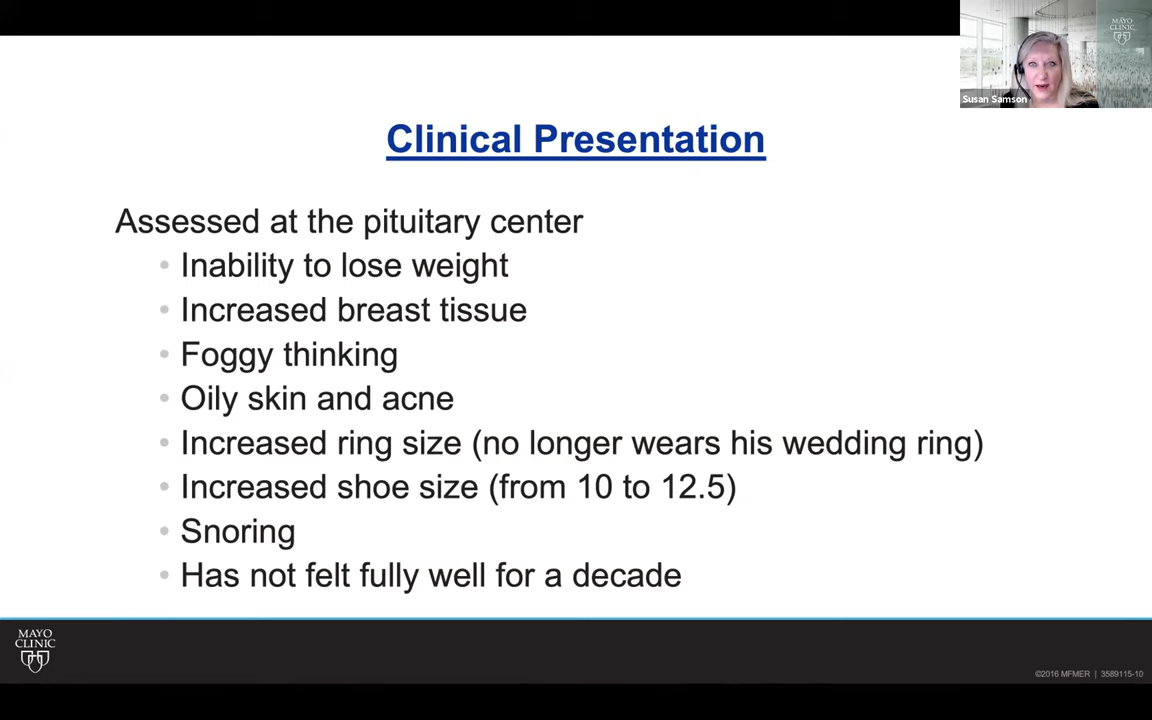 MAYO
CLINIC
Susan Samson
Clinical Presentation
Assessed at the pituitary center
• Inability to lose weight
• Increased breast tissue
• Foggy thinking
• Oily skin and acne
• Increased ring size (no longer wears his wedding ring)
• Increased shoe size (from 10 to 12.5)
• Snoring
• Has not felt fully well for a decade
MAYO
CLINIC
©2016 MFMER | 3589115-10